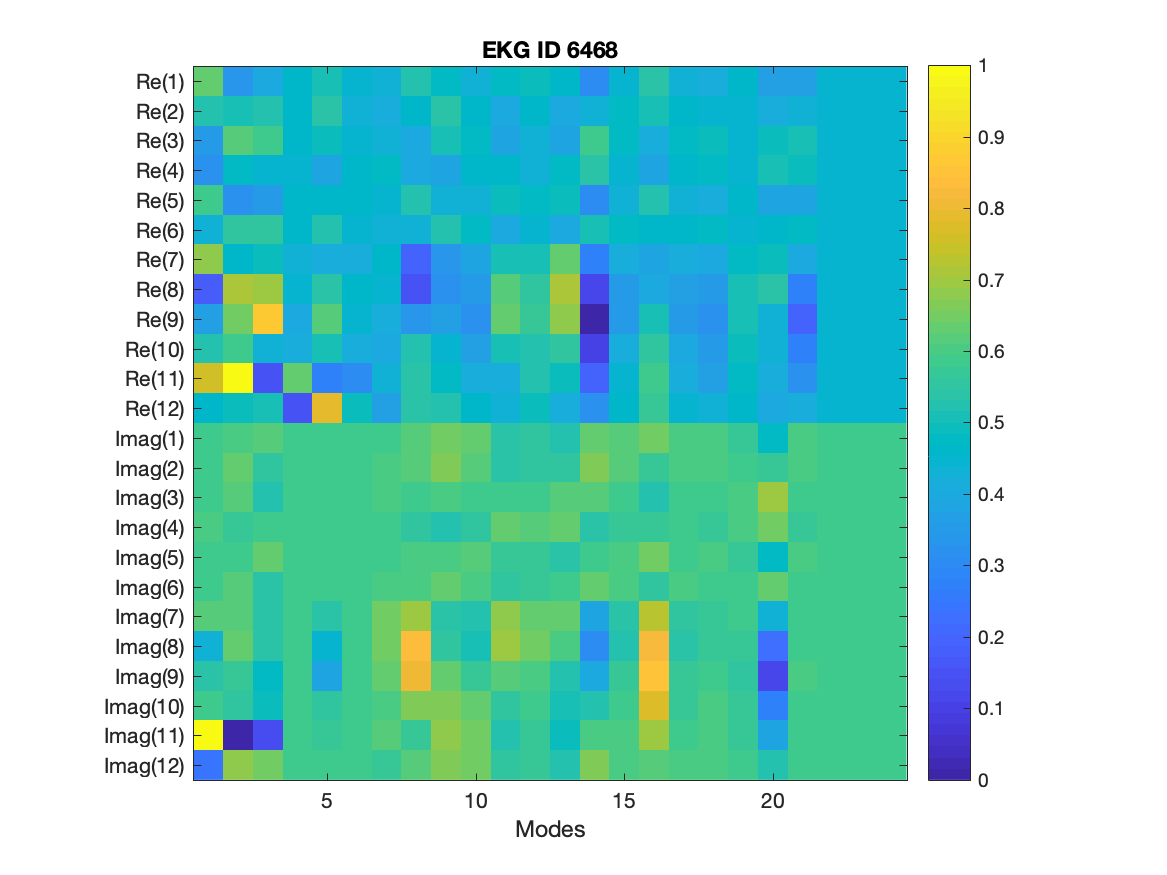 EKG ID 6468
Re(1)
Re(2)
Re(3)
Re(4)
Re(5)
Re(6)
Re(7)
Re(8)
Re(9)
Re(10)
Re(11)
Re(12)
Imag(1)
Imag(2)
Imag(3)
Imag(4)
Imag(5)
Imag(6)
Imag(7)
Imag(8)
Imag(9)
Imag(10)
Imag(11)
Imag(12)
5 10 15 20
Modes
1
0.9
0.8
0.7
0.6
0.5
0.4
0.3
0.2
0.1
0